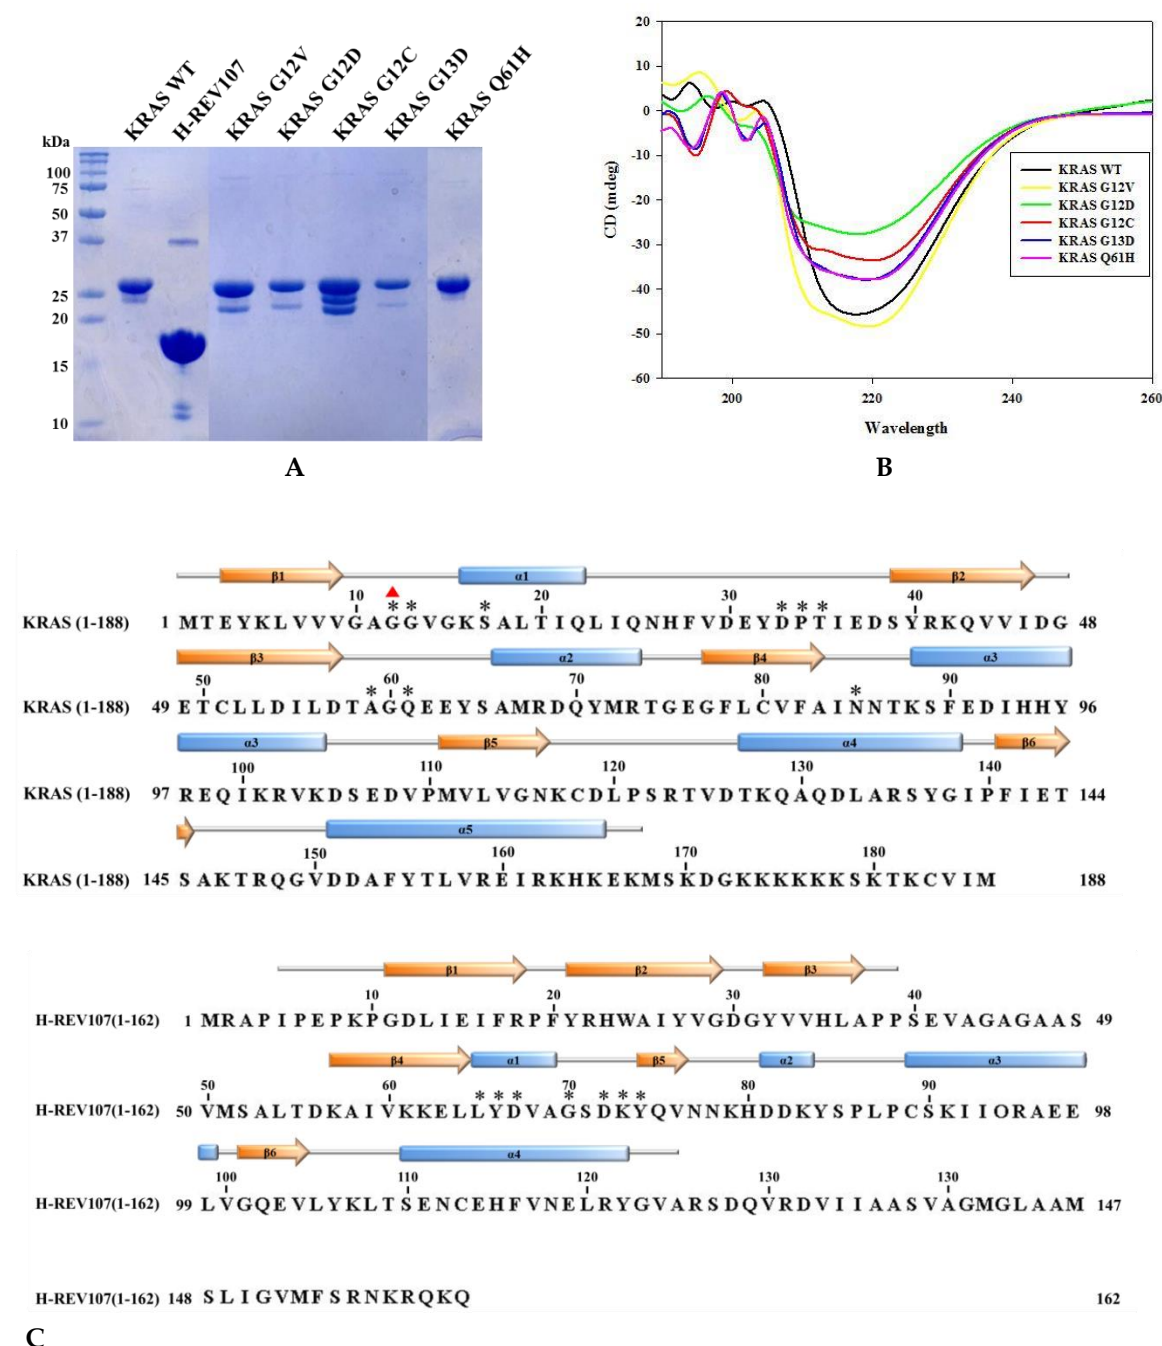 KRAS WT
H-REV107
KRAS G12V
KRAS G12D
KRAS G12C
KRAS G13D
KRAS Q61H
kDa
100
75
50
37
25
20
15
10
A
20
10
0
-10
-20
-30
-40
-50
-60
CD (mdeg)
200 220 240 260
Wavelength
KRAS WT
KRAS G12V
KRAS G12D
KRAS G12C
KRAS G13D
KRAS Q61H
B
β1 α1 β2
10 20 30 40
* * * * * *
KRAS (1-188) 1 MTEYKLVVVGAGGVGKSALTIQLIQNHFVDEYDPTIEDSYRKQVVIDG 48
β3 α2 β4 α3
50 60 70 80 90
* * *
KRAS (1-188) 49 ETCLLDILDTAGQEEYSAMRDQYMRTGEGFLCVFAINNTKSFEDIHHY 96
α3 β5 α4 β6
100 110 120 130 140
KRAS (1-188) 97 REQIKRVKDSEDVPMVLVGNKCDLPSRTVDTKQAQDLARSYGIPFIET 144
α5
150 160 170 180
KRAS (1-188) 145 SAKTRQGVDDAFYTLVREIRKHKEKMSKDGKKKKKKSKTKCVIM 188
β1 β2 β3
10 20 30 40
H-REV107(1-162) 1 MRAPIPEPKPGDLIEIFRPFYRHWAIYVGDGYVVHLAPPSEVAGAGAAS 49
β4 α1 β5 α2 α3
50 60 70 80 90
* * * * * * *
H-REV107(1-162) 50 VMSALTDKAIVKKELLYDVAGSDKYQVNNKHDDKYSPLPCSKIIORAEE 98
β6 α4
100 110 120 130 130
H-REV107(1-162) 99 LVGQEVLYKLTSENCEHFVNELRYGVARSDQVRDVIIAASVAGMGLAAM 147
H-REV107(1-162) 148 SLIGVMFSRNKRQKQ 162
C